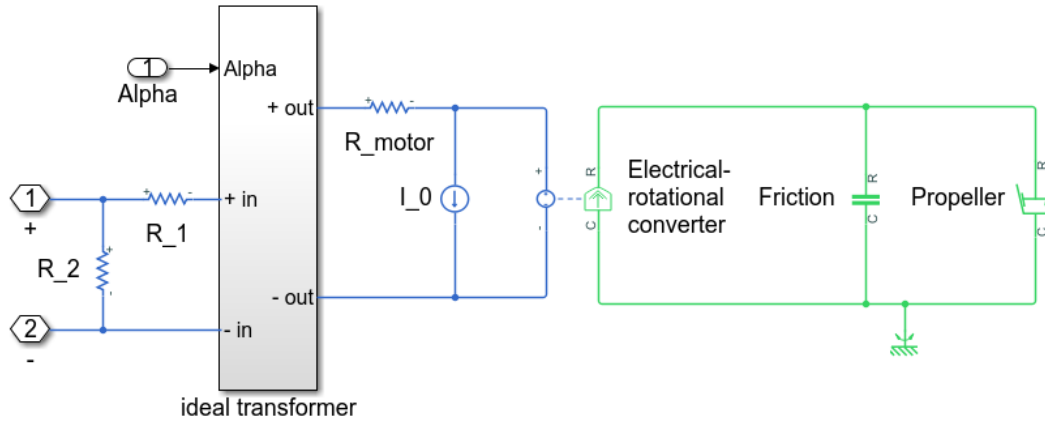 1
Alpha
Alpha
+ out
+ -
R_motor
1
+
+ -
R_1
+ in
R_2
+
-
2
-
- in
- out
I_0
+
-
R
C
Electrical-
rotational
converter
Friction
R
C
Propeller
R
C
ideal transformer